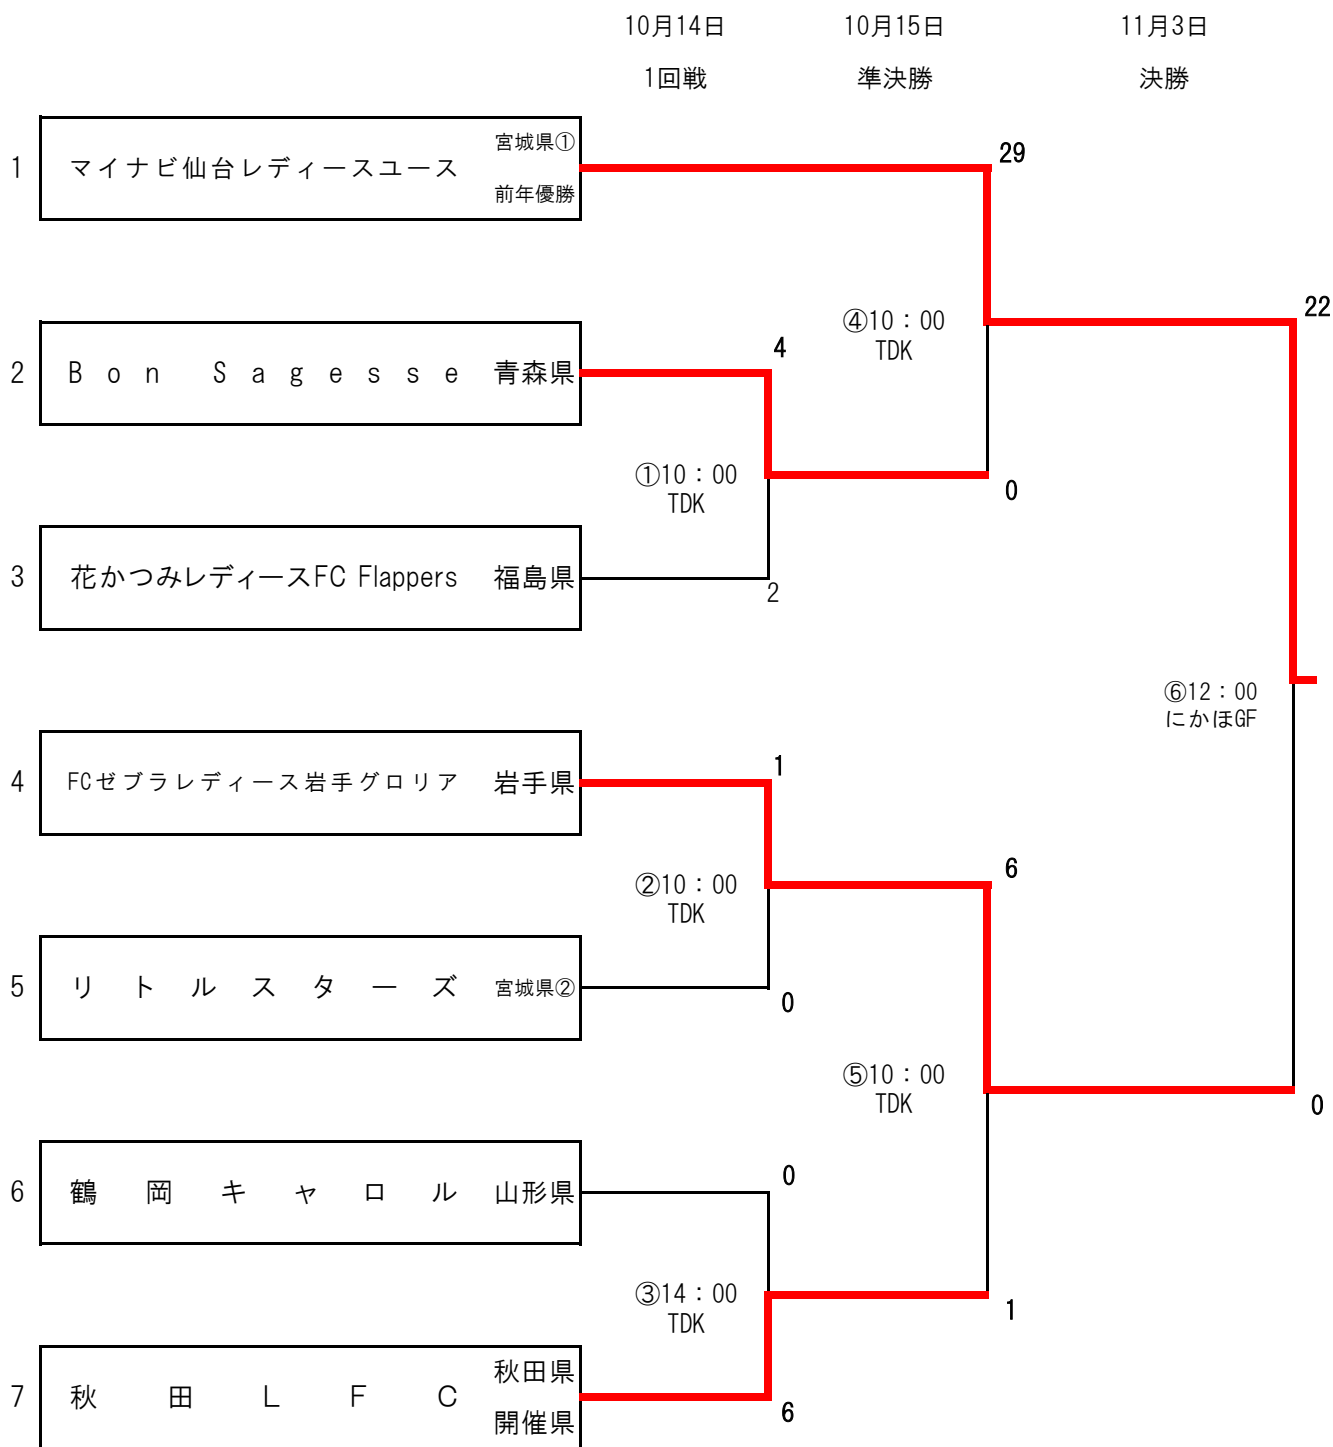 10月14日 10月15日 11月3日
1回戦 準決勝 決勝
宮城県①
1 マイナビ仙台レディースユース
前年優勝
29
22
④10：00
TDK
4
2 Bon Sagesse 青森県
①10：00
TDK
0
3 花かつみレディースFC Flappers 福島県
2
⑥12：00
にかほGF
1
4 FCゼブラレディース岩手グロリア 岩手県
6
②10：00
TDK
5 リトルスターズ 宮城県②
0
⑤10：00
TDK
0
0
6 鶴岡キャロル 山形県
③14：00
TDK
1
秋田県
7 秋田LFC
開催県
6